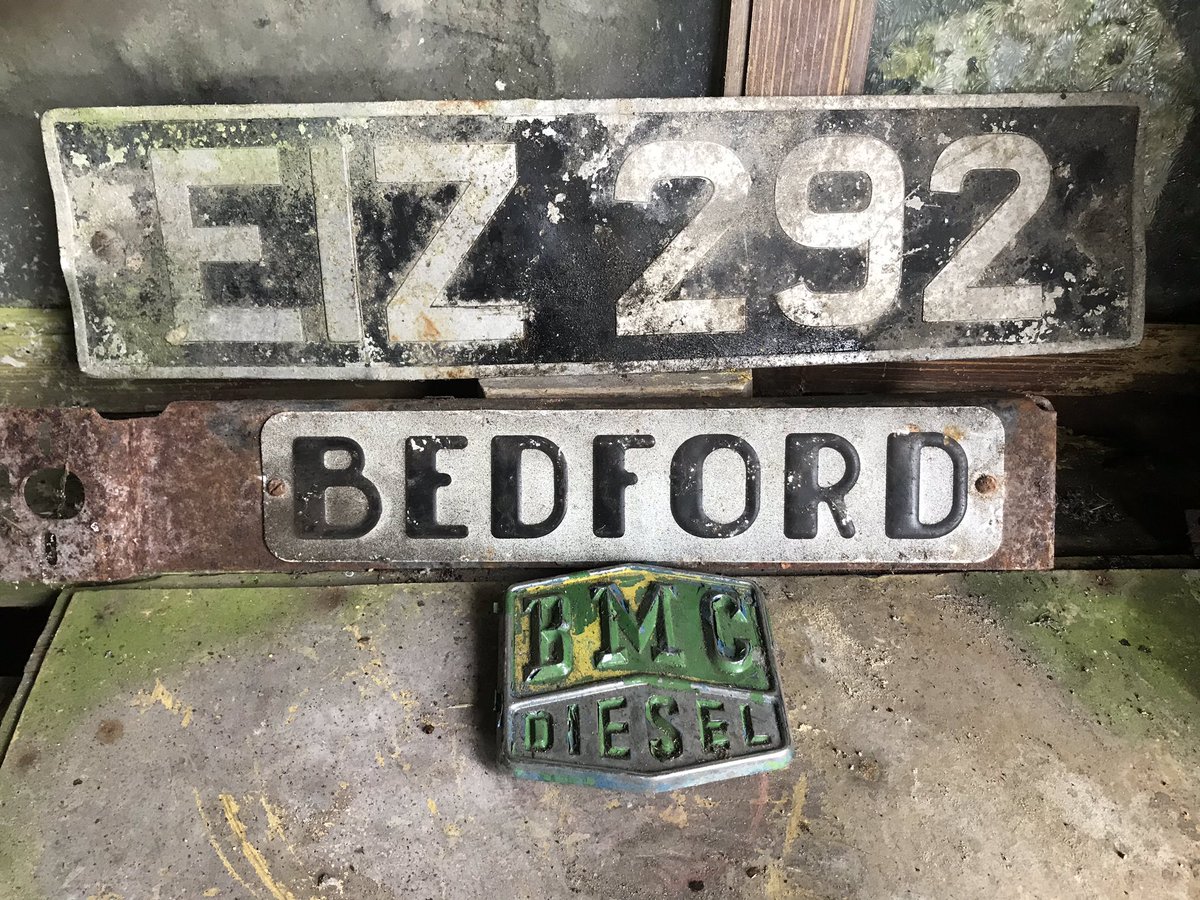 EIZ 292
BEDFORD
BMC
DIESEL